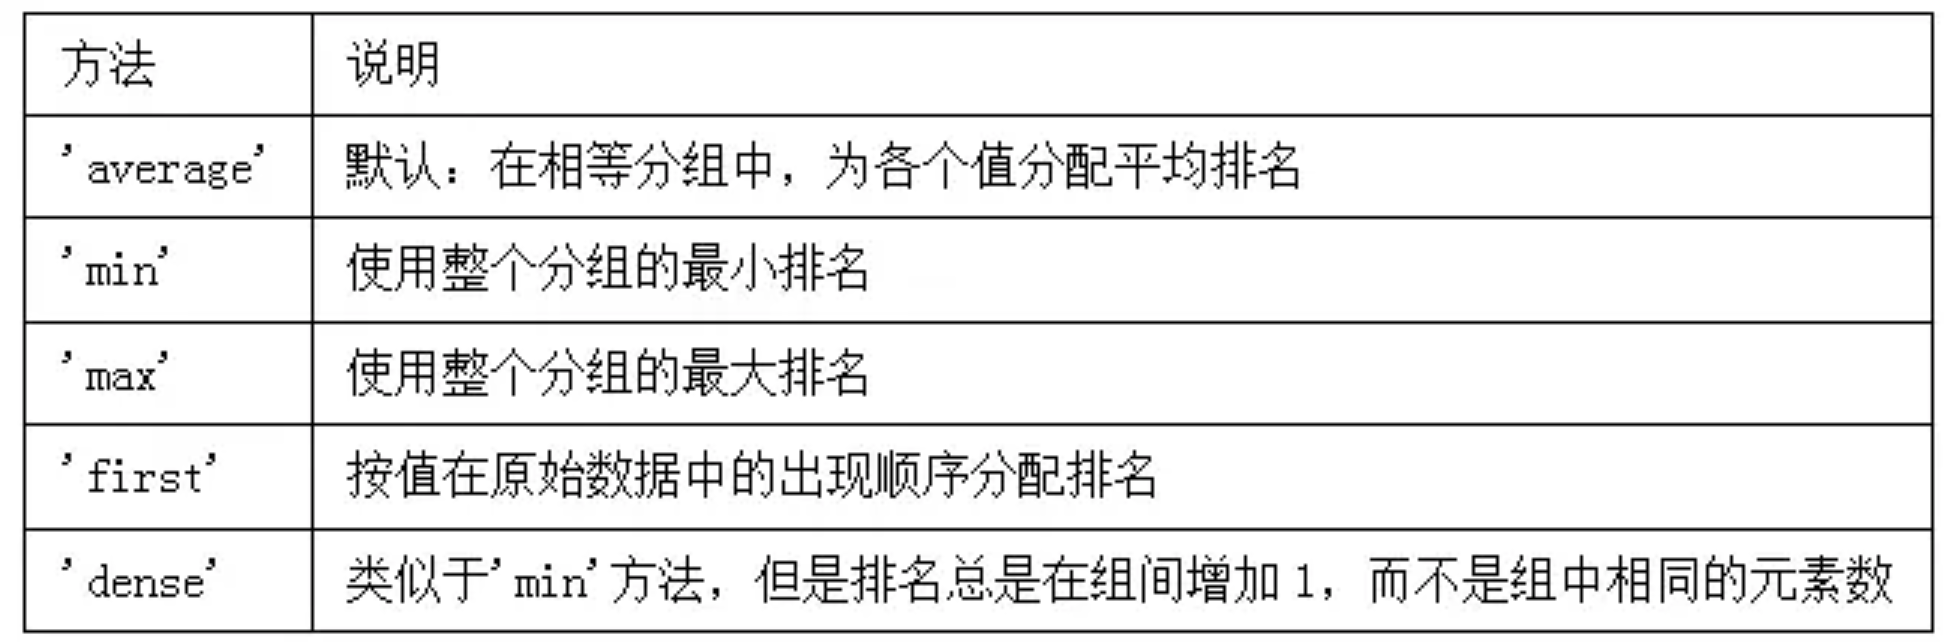 方法 说明
’average’ 默认：在相等分组中，为各个值分配平均排名
’min’ 使用整个分组的最小排名
’max’ 使用整个分组的最大排名
’first’ 按值在原始数据中的出现顺序分配排名
’dense’ 类似于’min’方法，但是排名总是在组间增加1，而不是组中相同的元素数